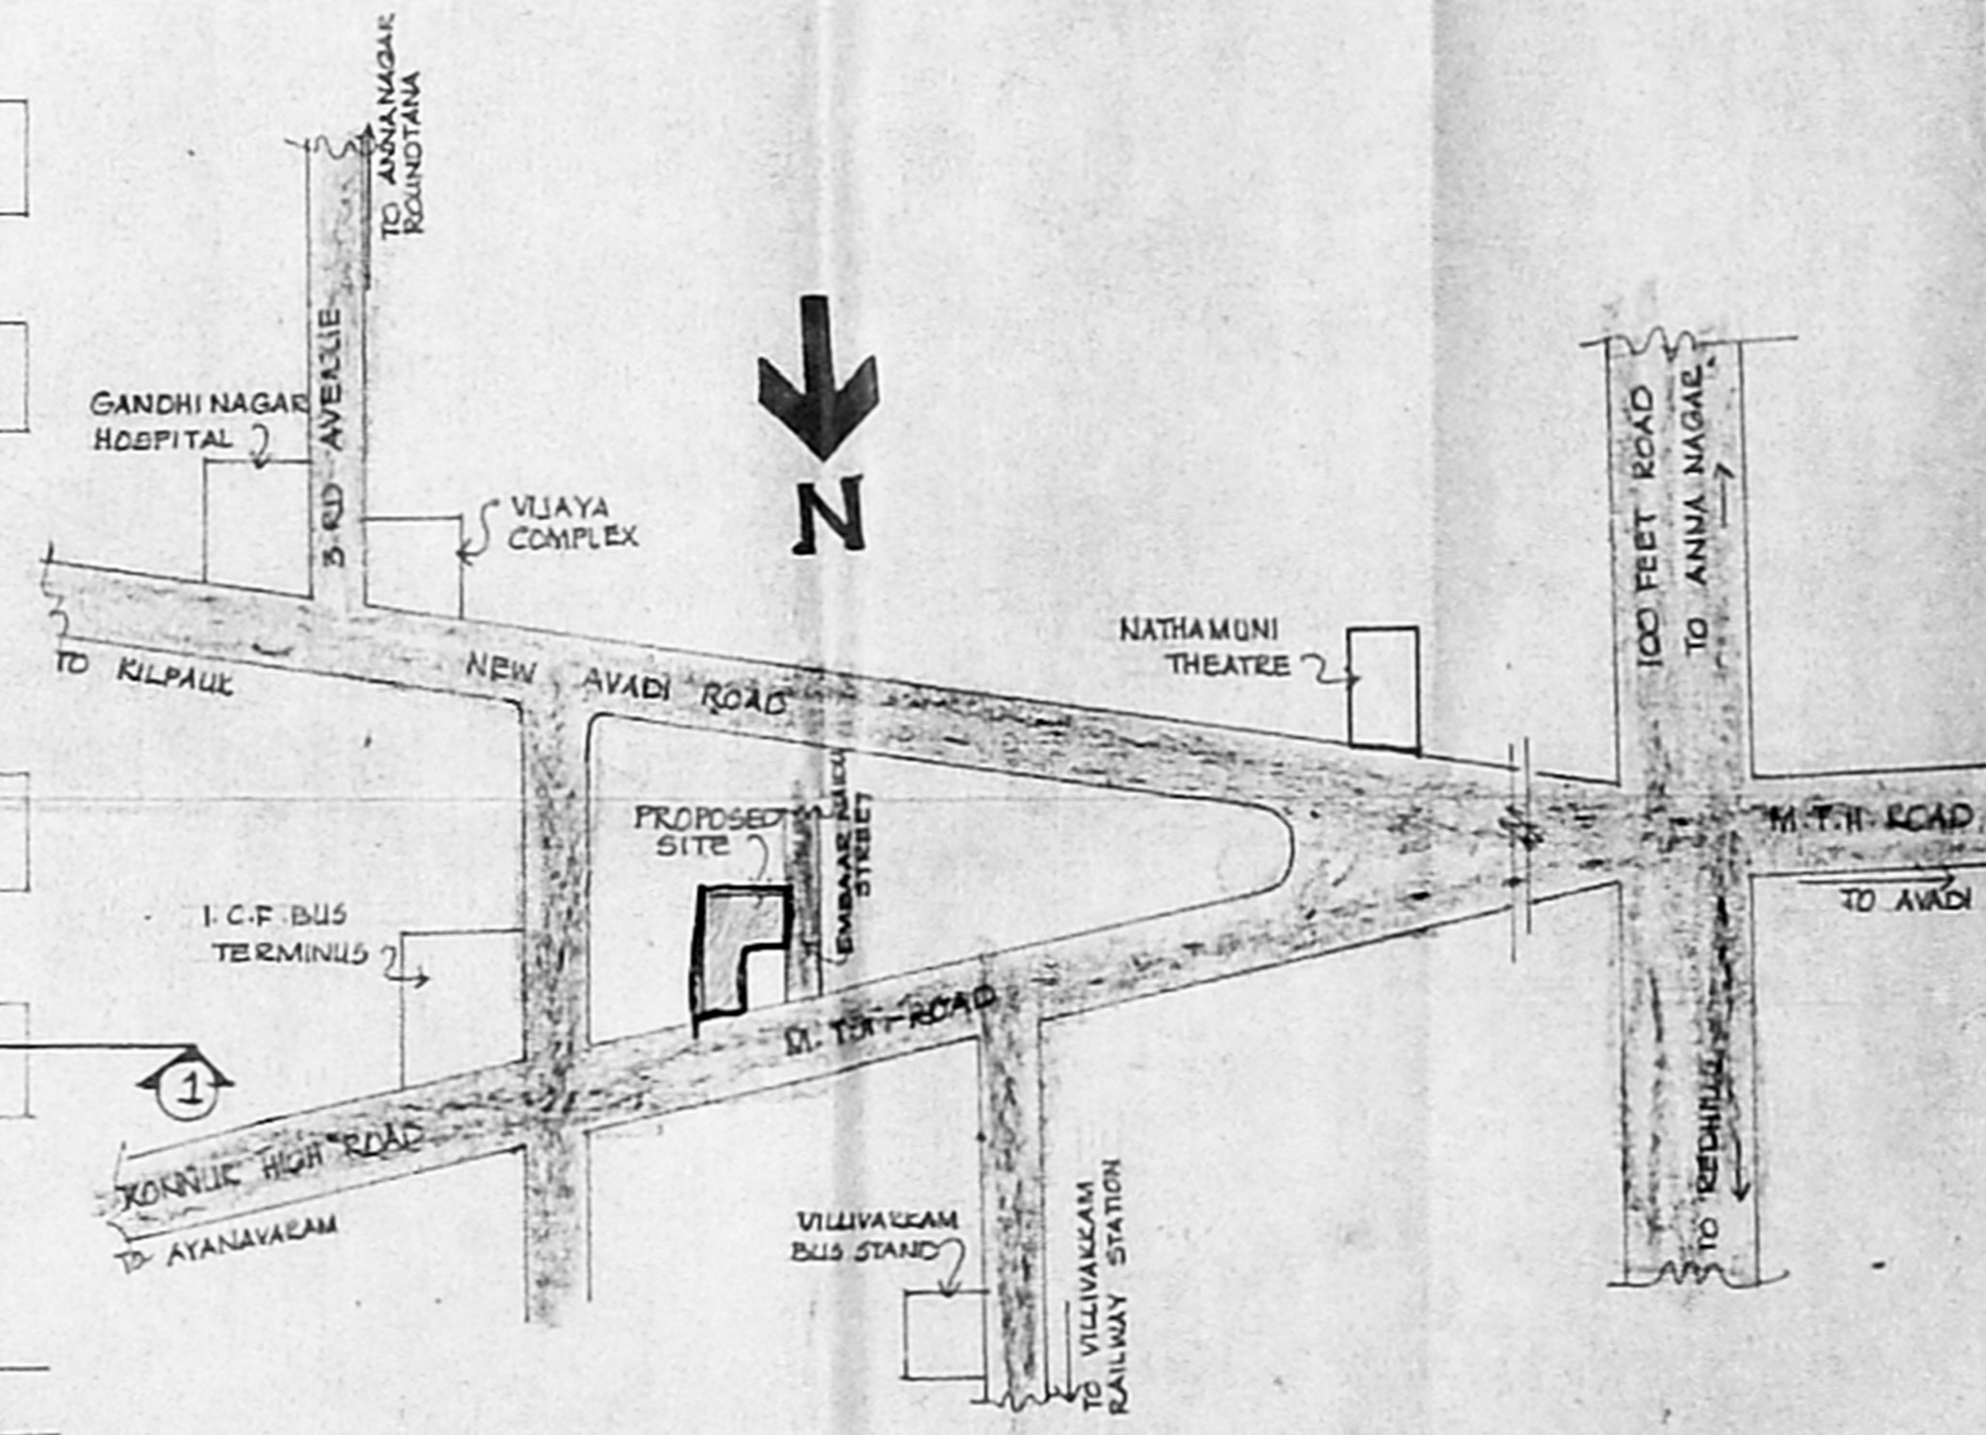 TO ANNANAGAR
ROUNDTANA
3 RD AVENUE
GANDHI NAGAR
HOSPITAL
VIJAYA
COMPLEX
N
NATHAMUNI
THEATRE
100 FEET ROAD
TO ANNA NAGAR
TO KILPAUK
NEW AVADI ROAD
PROPOSED
SITE
EMBAAR
STREET
M.T.H. ROAD
TO AVADI
I.C.F BUS
TERMINUS
M.T.H ROAD
1
KONNUR HIGH ROAD
TO AYANAVARAM
VILLIVAKKAM
BUS STAND
TO VILLIVAKKAM
RAILWAY STATION
TO REDHILLS